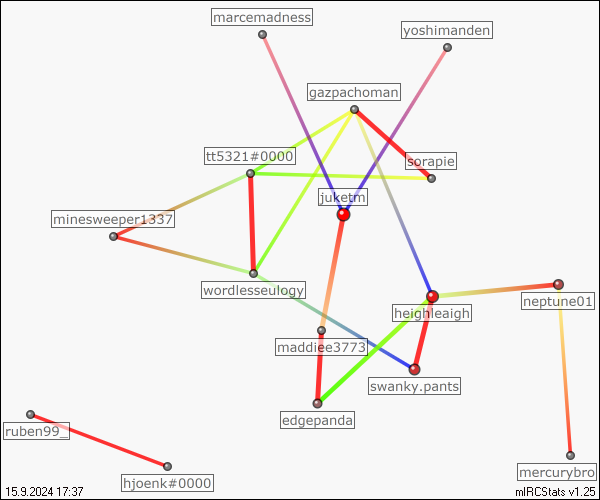 marcemadness
yoshimanden
gazpachoman
tt5321#0000
sorapie
juketm
minesweeper1337
wordlesseulogy
heighleaigh
neptune01
maddiee3773
swanky.pants
edgepanda
ruben99_
hjoenk#0000
mercurybro
15.9.2024 17:37
mIRCStats v1.25